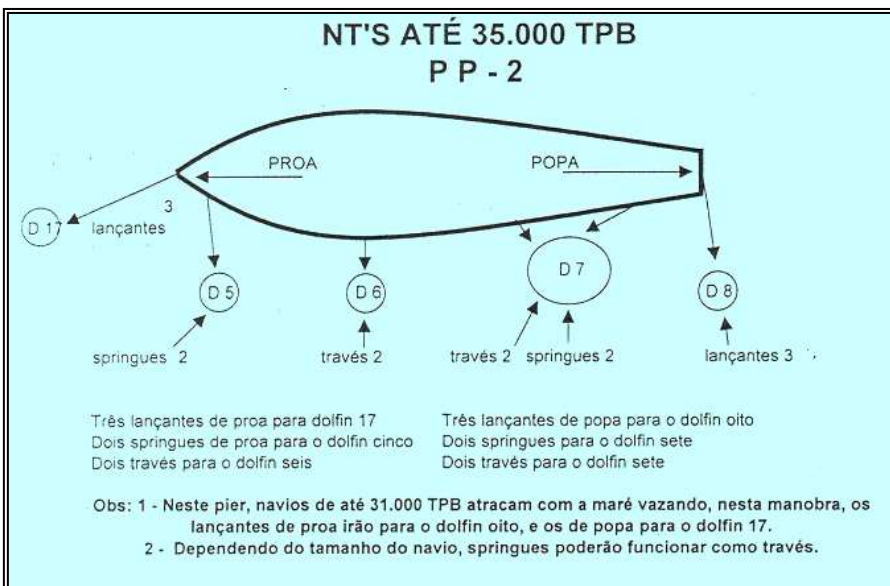 NT'S ATÉ 35.000 TPB
P P - 2
PROA
POPA
3
lançantes
D 17
D 5
D 6
D 7
D 8
springues 2
través 2
través 2
springues 2
lançantes 3
Três lançantes de proa para dolfin 17
Dois springues de proa para o dolfin cinco
Dois través para o dolfin seis
Três lançantes de popa para o dolfin oito
Dois springues para o dolfin sete
Dois través para o dolfin sete
Obs: 1 - Neste pier, navios de até 31.000 TPB atracam com a maré vazando, nesta manobra, os
lançantes de proa irão para o dolfin oito, e os de popa para o dolfin 17.
2 - Dependendo do tamanho do navio, springues poderão funcionar como través.